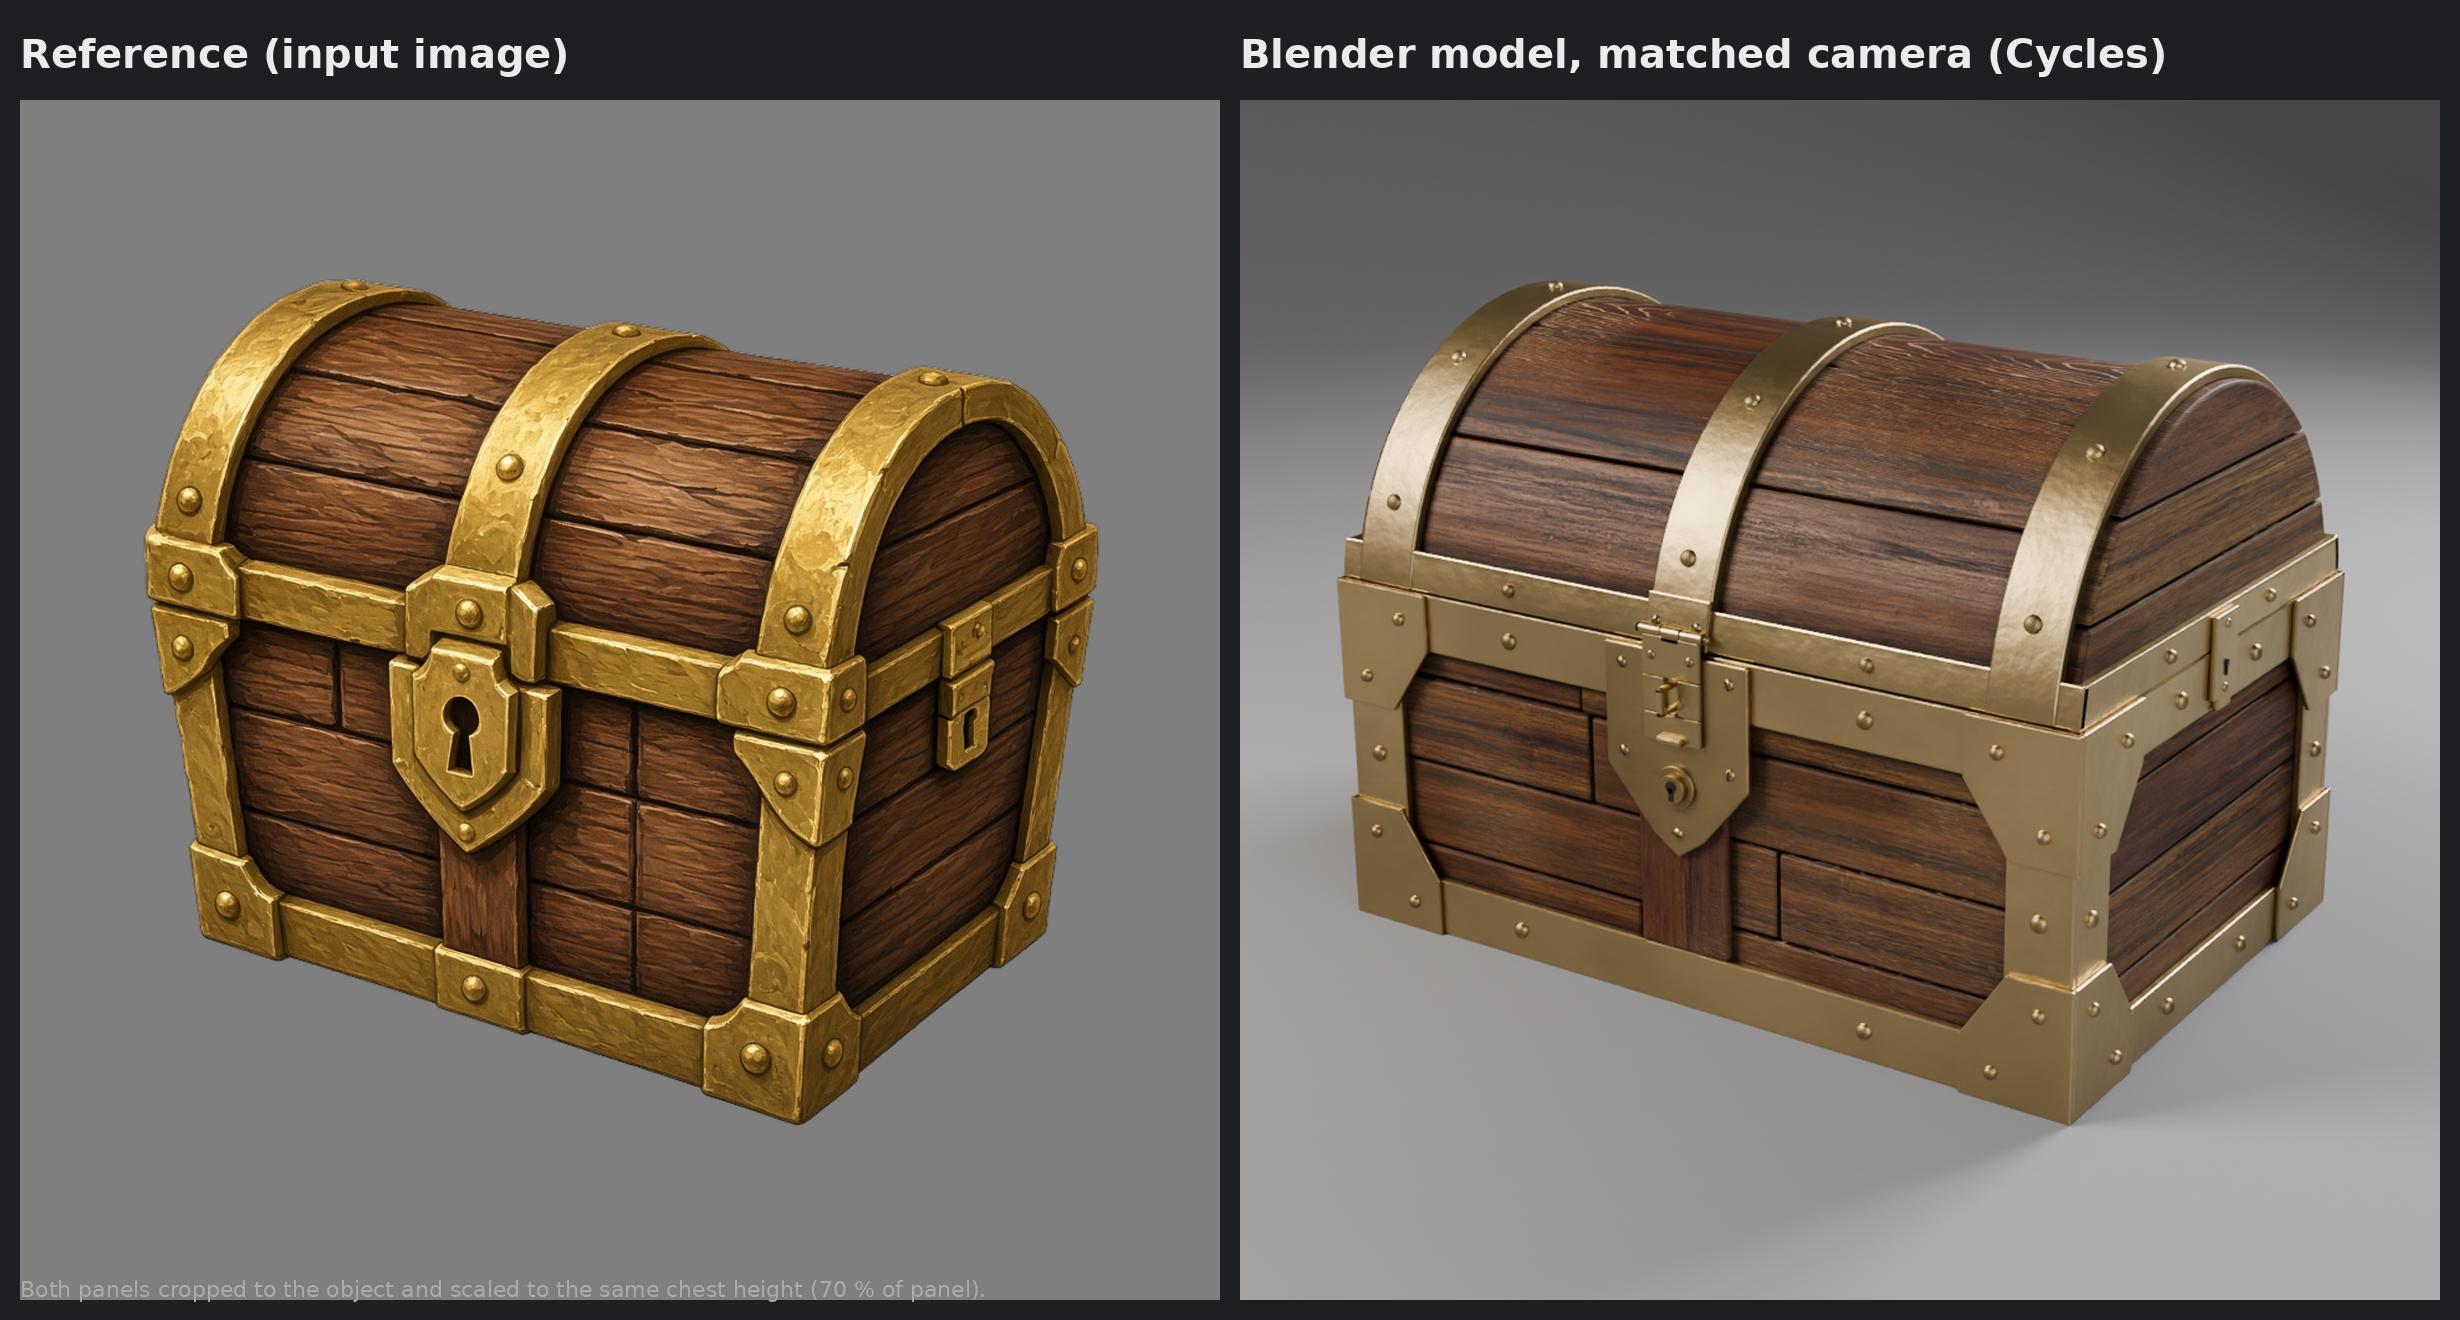 Reference (input image)
Blender model, matched camera (Cycles)
Both panels cropped to the object and scaled to the same chest height (70 % of panel).